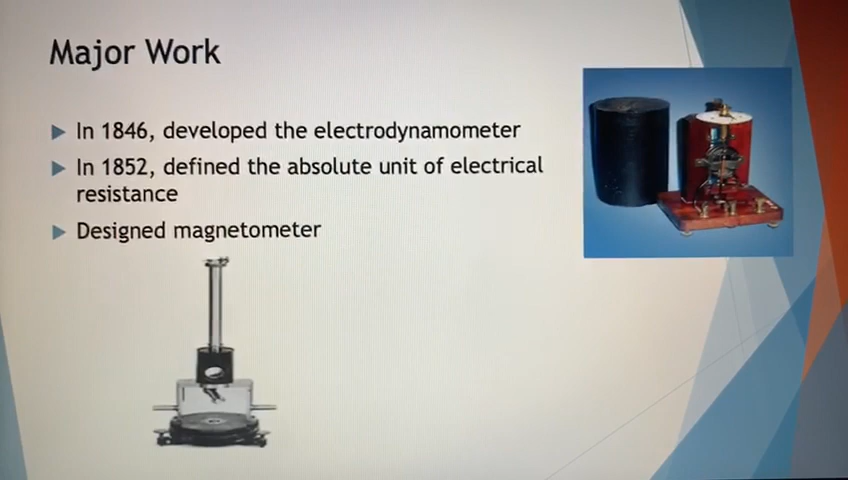 Major Work
In 1846, developed the electrodynamometer
In 1852, defined the absolute unit of electrical
resistance
Designed magnetometer